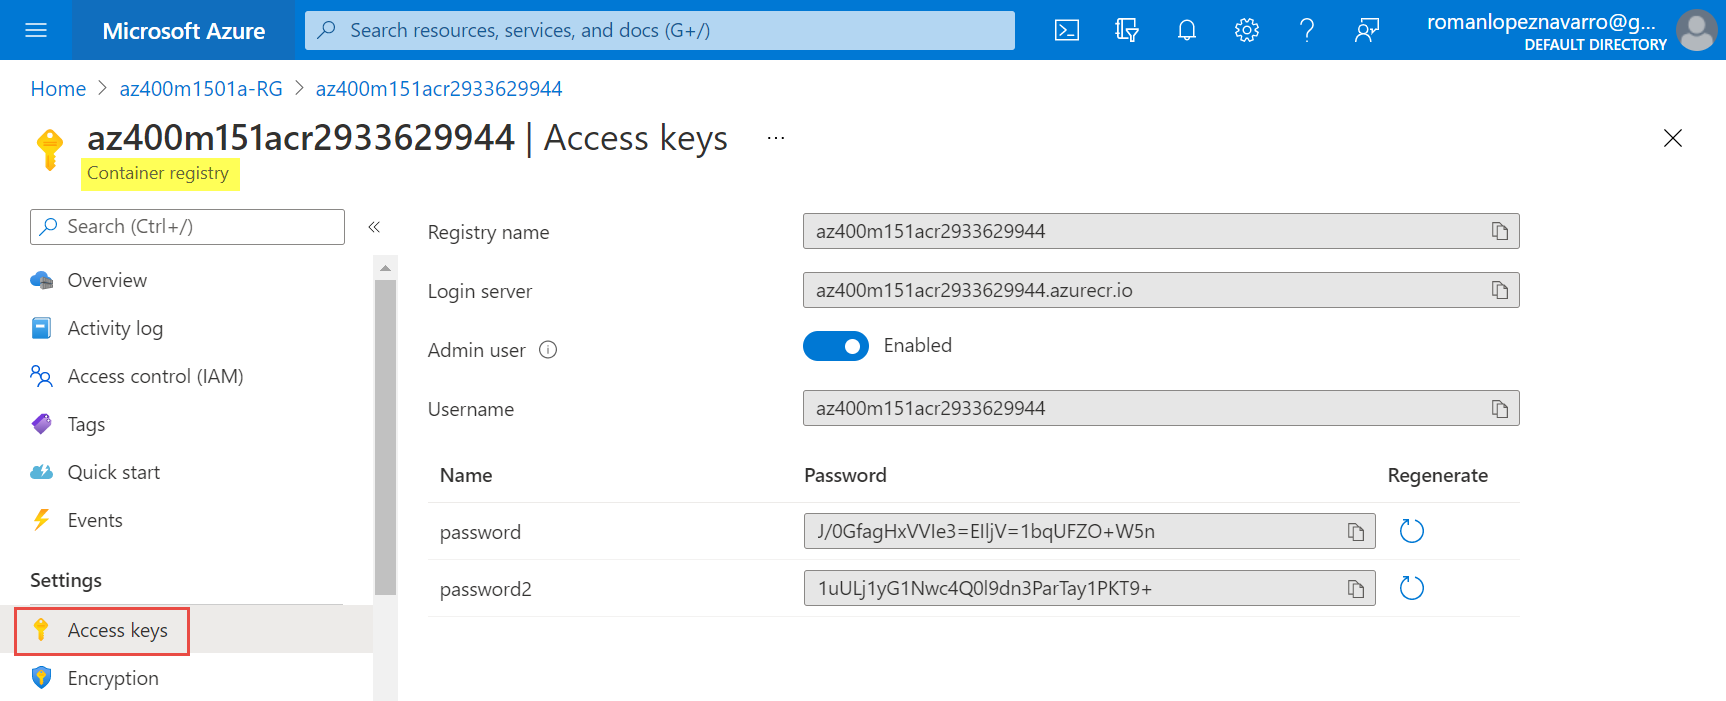 Microsoft Azure
Search resources, services, and docs (G+/)
romanlopeznavarro@g...
DEFAULT DIRECTORY
Home > az400m1501a-RG > az400m151acr2933629944
az400m151acr2933629944 | Access keys ...
Container registry
Search (Ctrl+/)
Overview
Activity log
Access control (IAM)
Tags
Quick start
Events
Settings
Access keys
Encryption
Registry name az400m151acr2933629944
Login server az400m151acr2933629944.azurecr.io
Admin user Enabled
Username az400m151acr2933629944
Name Password Regenerate
password J/0GfagHxVVIe3=EIljV=1bqUFZO+W5n
password2 1uULj1yG1Nwc4Q0l9dn3ParTay1PKT9+